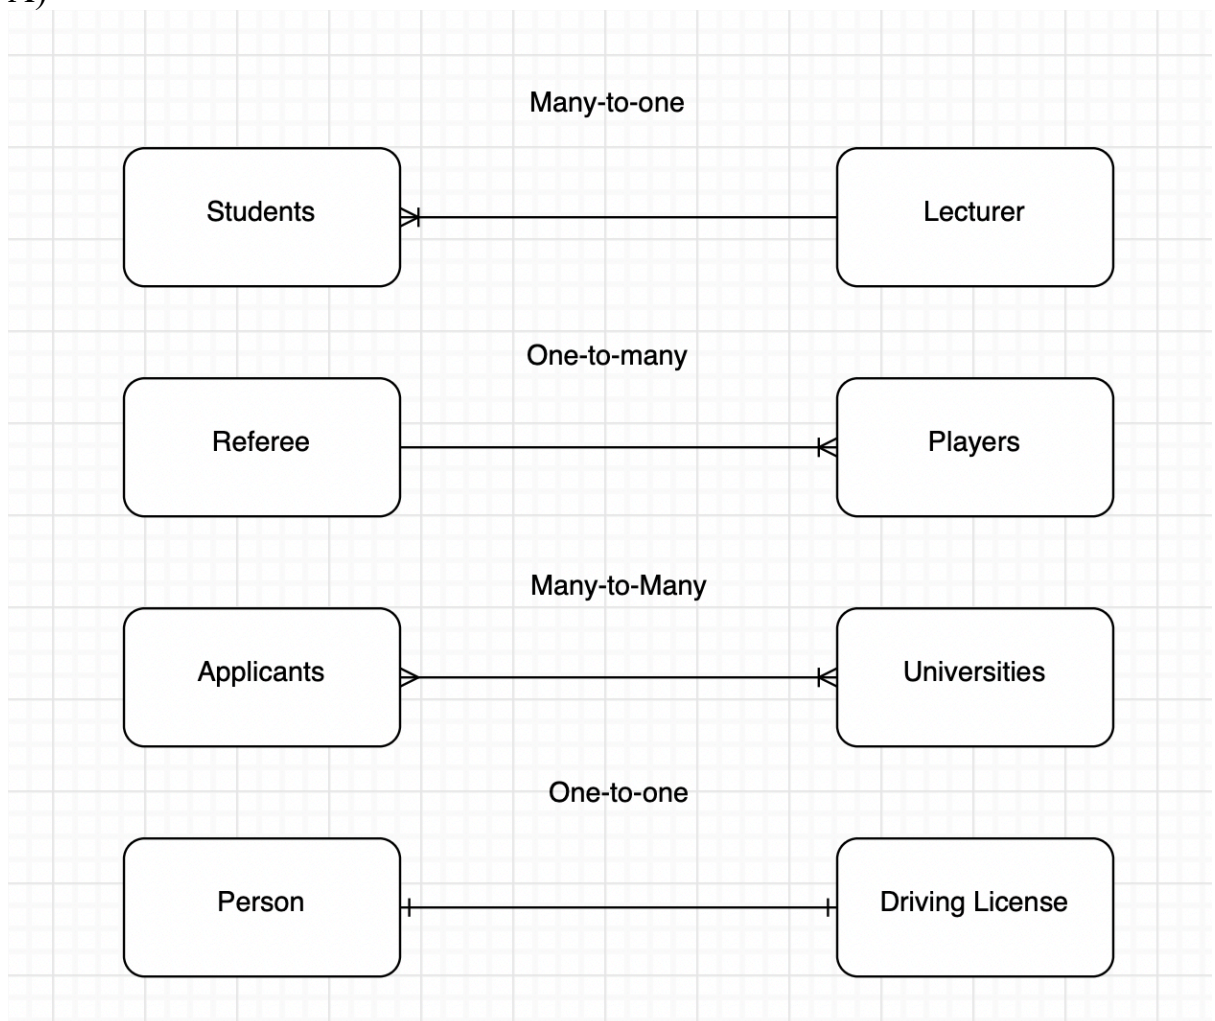 A)
Many-to-one
Students
Lecturer
One-to-many
Referee
Players
Many-to-Many
Applicants
Universities
One-to-one
Person
Driving License